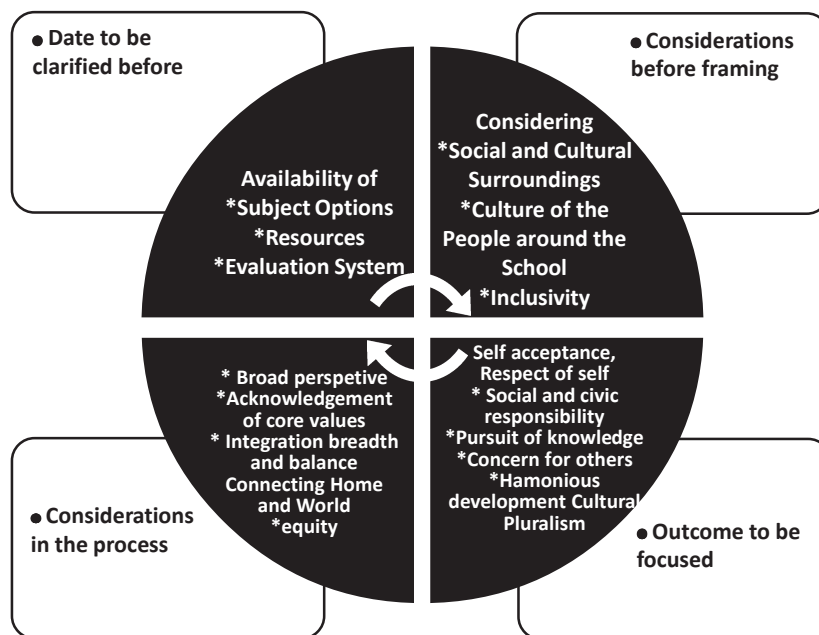 ● Date to be
clarified before
● Considerations
before framing
Availability of
*Subject Options
*Resources
*Evaluation System
Considering
*Social and Cultural
Surroundings
*Culture of the
People around the
School
*Inclusivity
* Broad perspetive
*Acknowledgement
of core values
* Integration breadth
and balance
Connecting Home
and World
*equity
Self acceptance,
Respect of self
* Social and civic
responsibility
*Pursuit of knowledge
*Concern for others
*Hamonious
development Cultural
Pluralism
● Considerations
in the process
● Outcome to be
focused